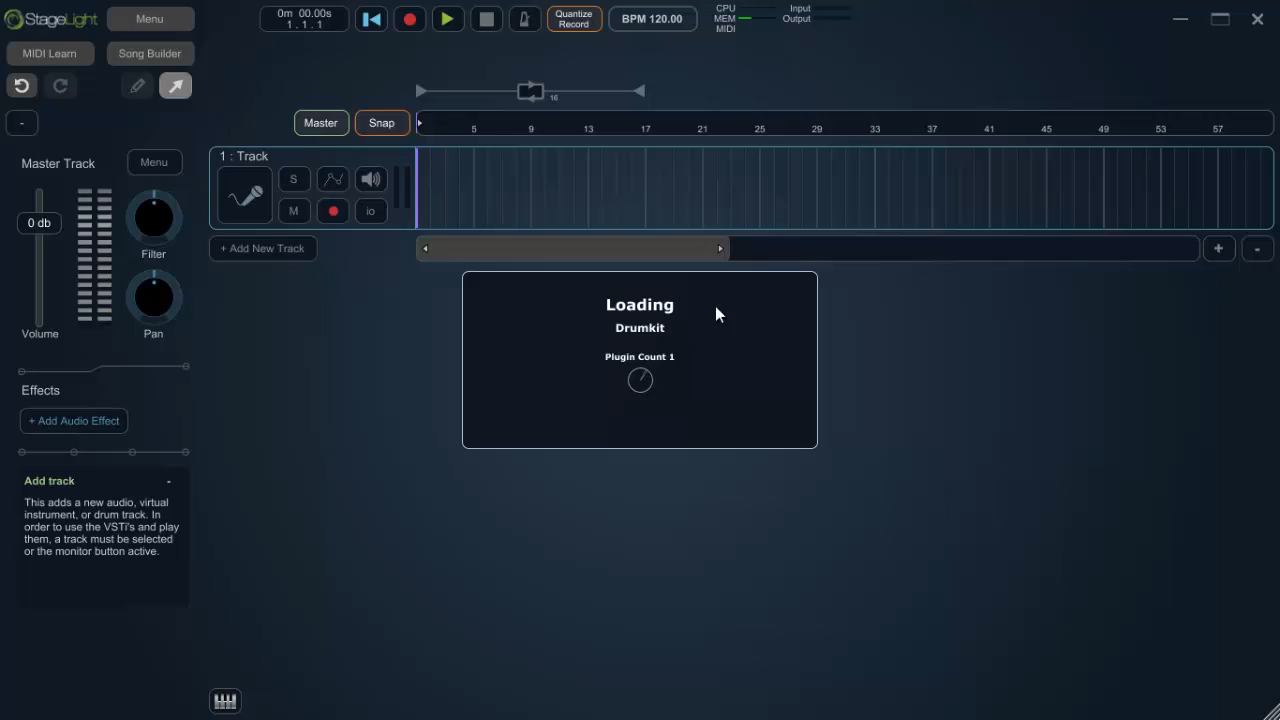 StageLight
Menu
0m 00.00s
1 . 1 . 1
Quantize
Record
BPM 120.00
CPU
MEM
MIDI
Input
Output
MIDI Learn
Song Builder
16
-
Master
Snap
5 9 13 17 21 25 29 33 37 41 45 49 53 57
Master Track
Menu
1 : Track
S
M
io
0 db
Filter
+ Add New Track
+
-
Volume
Pan
Loading
Drumkit
Plugin Count 1
Effects
+ Add Audio Effect
Add track
-
This adds a new audio, virtual
instrument, or drum track. In
order to use the VSTi's and play
them, a track must be selected
or the monitor button active.